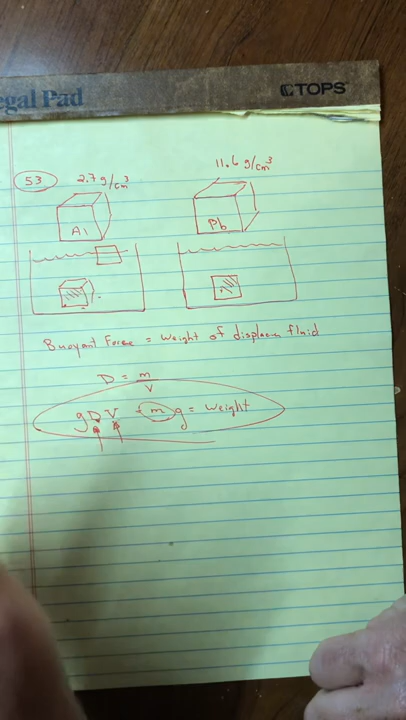 egal Pad
TOPS
53
2.7 g/cm³
11.6 g/cm³
Al
Pb
Buoyant Force = Weight of displacen fluid
D = m/V
gDV = mg = Weight